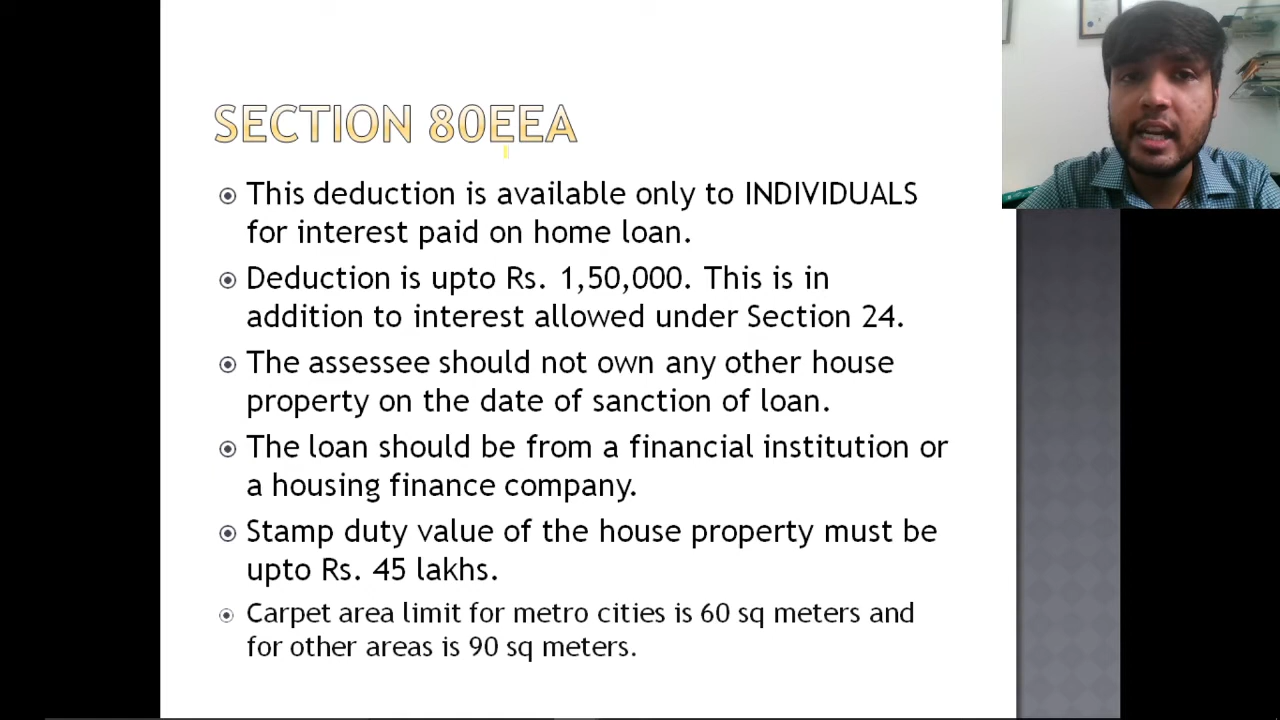 SECTION 80EEA
This deduction is available only to INDIVIDUALS
for interest paid on home loan.
Deduction is upto Rs. 1,50,000. This is in
addition to interest allowed under Section 24.
The assessee should not own any other house
property on the date of sanction of loan.
The loan should be from a financial institution or
a housing finance company.
Stamp duty value of the house property must be
upto Rs. 45 lakhs.
Carpet area limit for metro cities is 60 sq meters and
for other areas is 90 sq meters.